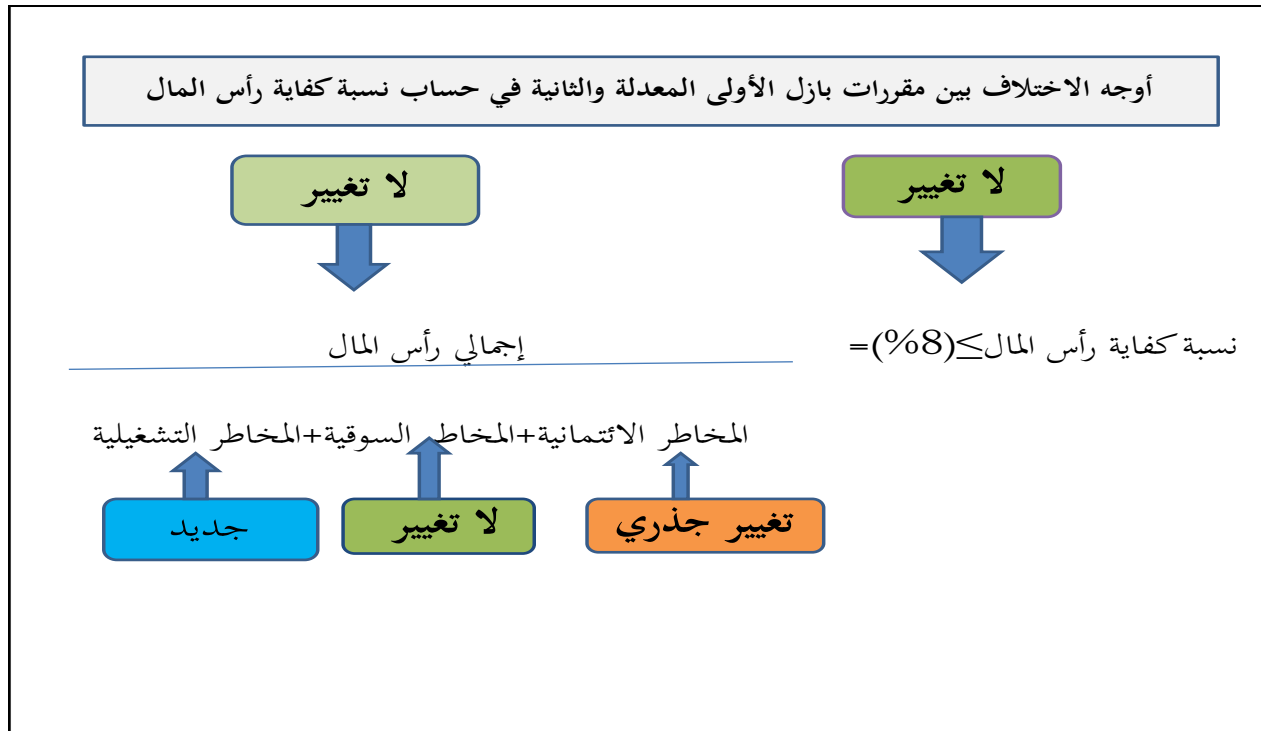 أوجه الاختلاف بين مقررات بازل الأولى المعدلة والثانية في حساب نسبة كفاية رأس المال
لا تغيير
لا تغيير
نسبة كفاية رأس المال≥(8%)=
إجمالي رأس المال
المخاطر الائتمانية+المخاطر السوقية+المخاطر التشغيلية
تغيير جذري
لا تغيير
جديد